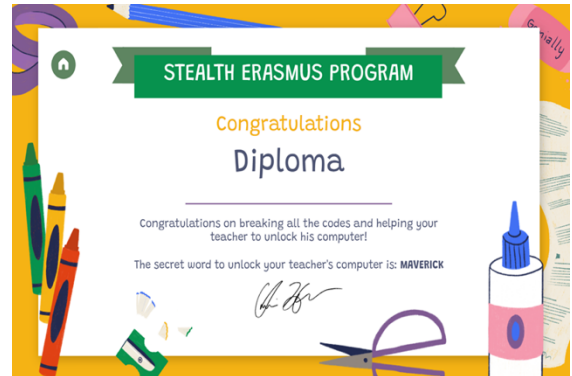 Genially
STEALTH ERASMUS PROGRAM
Congratulations
Diploma
Congratulations on breaking all the codes and helping your
teacher to unlock his computer!
The secret word to unlock your teacher's computer is: MAVERICK